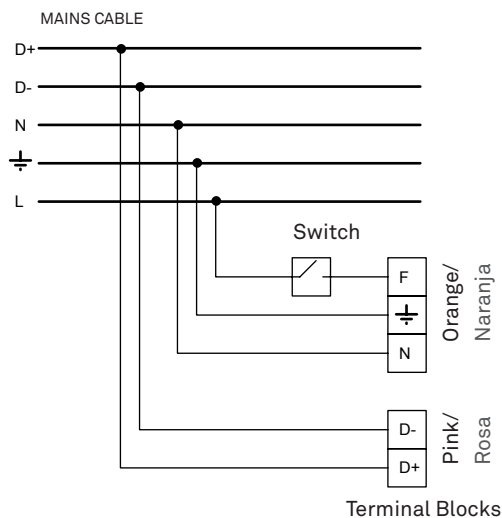 MAINS CABLE
D+
D-
N
L
Switch
F
N
Orange/
Naranja
D-
D+
Pink/
Rosa
Terminal Blocks